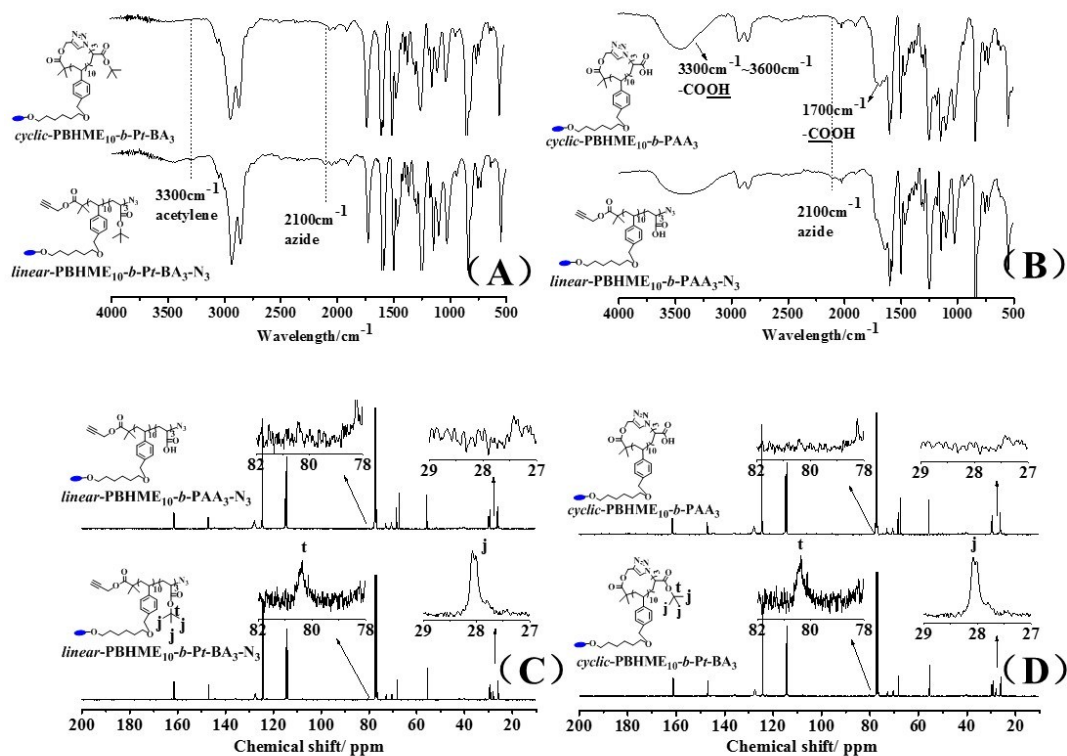 cyclic-PBHME10-b-Pt-BA3
3300cm-1
acetylene
2100cm-1
azide
linear-PBHME10-b-Pt-BA3-N3
（A）
4000 3500 3000 2500 2000 1500 1000 500
Wavelength/cm-1
3300cm-1~3600cm-1
-COOH
1700cm-1
-COOH
cyclic-PBHME10-b-PAA3
2100cm-1
azide
linear-PBHME10-b-PAA3-N3
（B）
4000 3500 3000 2500 2000 1500 1000 500
Wavelength/cm-1
82 80 78
29 28 27
linear-PBHME10-b-PAA3-N3
t
j
82 80 78
29 28 27
t
j j
j
linear-PBHME10-b-Pt-BA3-N3
（C）
200 180 160 140 120 100 80 60 40 20
Chemical shift/ ppm
82 80 78
29 28 27
cyclic-PBHME10-b-PAA3
t
j
82 80 78
29 28 27
t
j j
j
cyclic-PBHME10-b-Pt-BA3
（D）
200 180 160 140 120 100 80 60 40 20
Chemical shift/ ppm